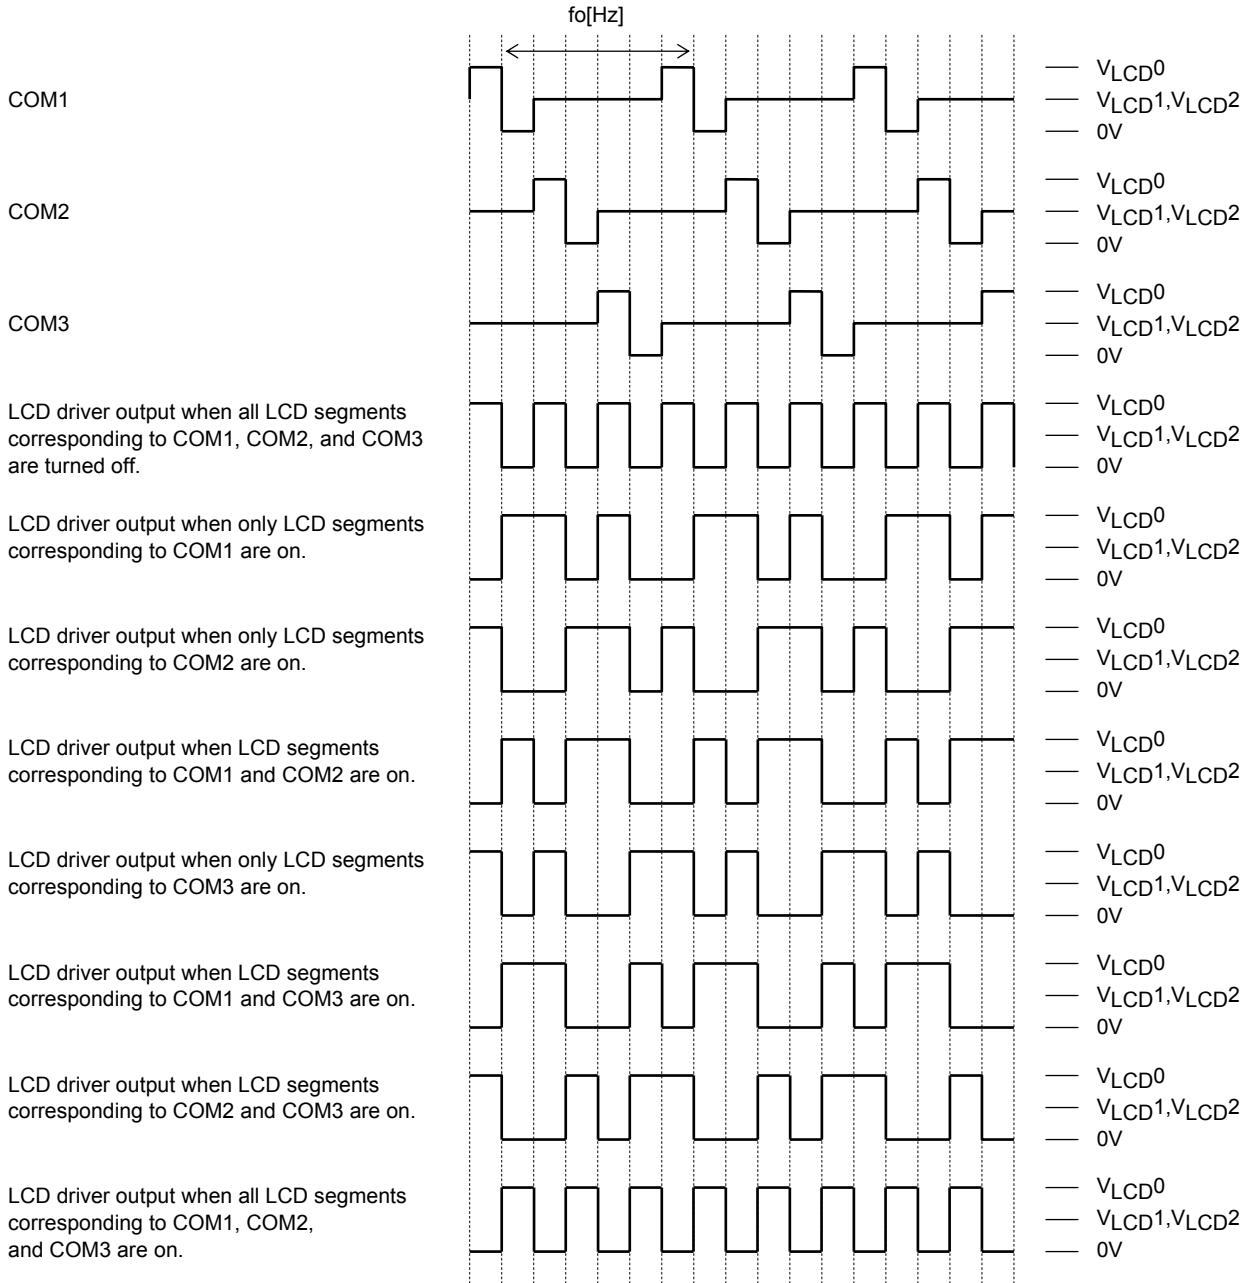 fo[Hz]
COM1
VLCD0
VLCD1,VLCD2
0V
COM2
VLCD0
VLCD1,VLCD2
0V
COM3
VLCD0
VLCD1,VLCD2
0V
LCD driver output when all LCD segments
corresponding to COM1, COM2, and COM3
are turned off.
VLCD0
VLCD1,VLCD2
0V
LCD driver output when only LCD segments
corresponding to COM1 are on.
VLCD0
VLCD1,VLCD2
0V
LCD driver output when only LCD segments
corresponding to COM2 are on.
VLCD0
VLCD1,VLCD2
0V
LCD driver output when LCD segments
corresponding to COM1 and COM2 are on.
VLCD0
VLCD1,VLCD2
0V
LCD driver output when only LCD segments
corresponding to COM3 are on.
VLCD0
VLCD1,VLCD2
0V
LCD driver output when LCD segments
corresponding to COM1 and COM3 are on.
VLCD0
VLCD1,VLCD2
0V
LCD driver output when LCD segments
corresponding to COM2 and COM3 are on.
VLCD0
VLCD1,VLCD2
0V
LCD driver output when all LCD segments
corresponding to COM1, COM2,
and COM3 are on.
VLCD0
VLCD1,VLCD2
0V